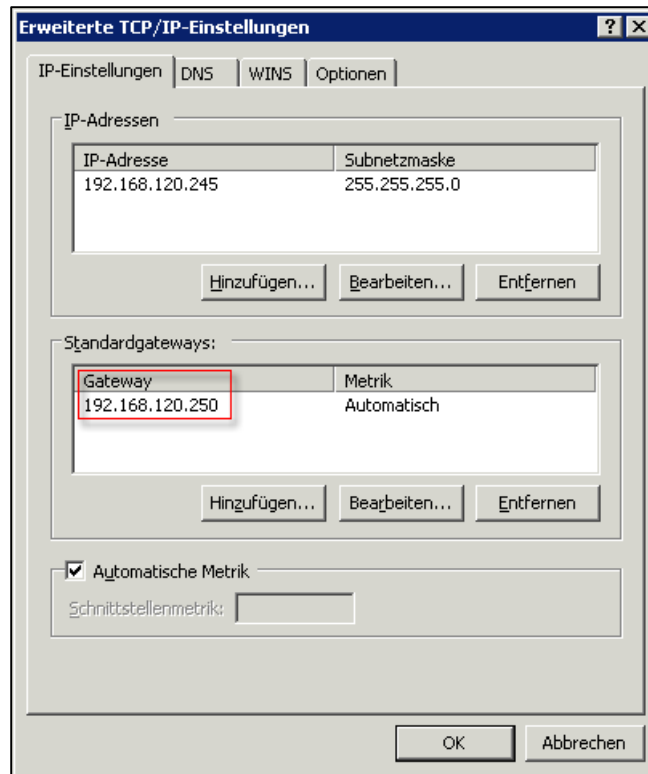 Erweiterte TCP/IP-Einstellungen
IP-Einstellungen DNS WINS Optionen
IP-Adressen
IP-Adresse Subnetzmaske
192.168.120.245 255.255.255.0
Hinzufügen... Bearbeiten... Entfernen
Standardgateways:
Gateway Metrik
192.168.120.250 Automatisch
Hinzufügen... Bearbeiten... Entfernen
Automatische Metrik
Schnittstellenmetrik:
OK Abbrechen